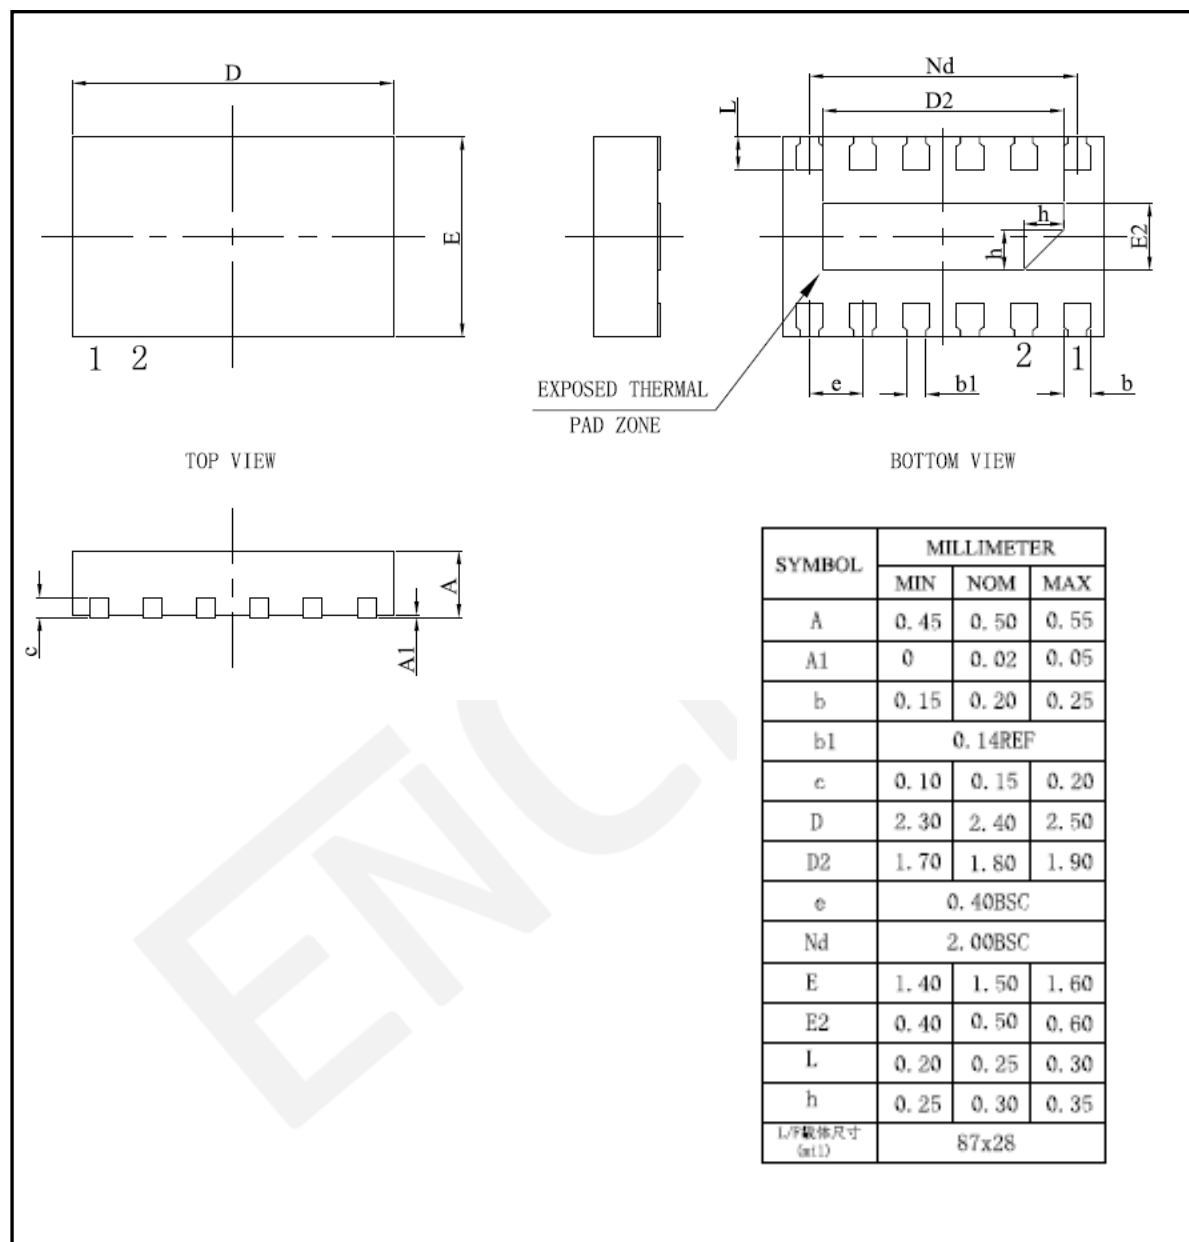 D
E
1 2
TOP VIEW
Nd
D2
L
h
h
E2
2 1
e b1 b
EXPOSED THERMAL
PAD ZONE
BOTTOM VIEW
A
c
A1
SYMBOL MILLIMETER
MIN NOM MAX
A 0.45 0.50 0.55
A1 0 0.02 0.05
b 0.15 0.20 0.25
b1 0.14REF
c 0.10 0.15 0.20
D 2.30 2.40 2.50
D2 1.70 1.80 1.90
e 0.40BSC
Nd 2.00BSC
E 1.40 1.50 1.60
E2 0.40 0.50 0.60
L 0.20 0.25 0.30
h 0.25 0.30 0.35
L/F载体尺寸
(mil) 87x28